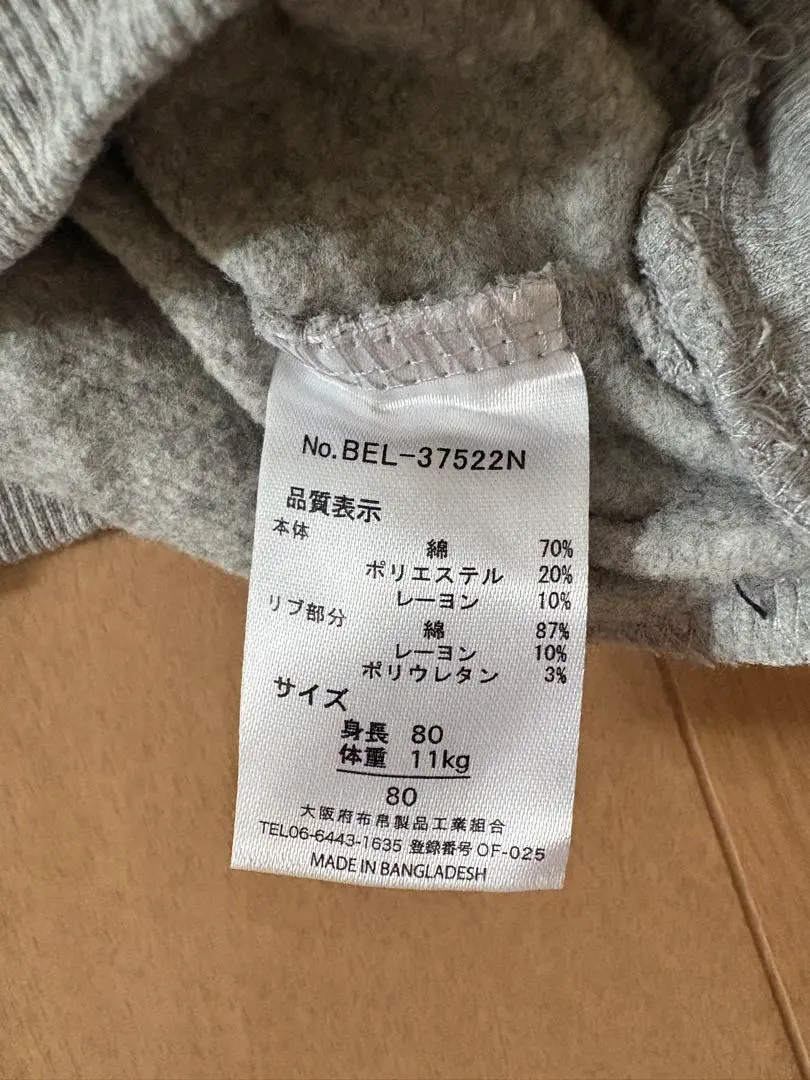 No.BEL-37522N
品質表示
本体
綿 70%
ポリエステル 20%
レーヨン 10%
リブ部分
綿 87%
レーヨン 10%
ポリウレタン 3%
サイズ
身長 80
体重 11kg
80
大阪府布帛製品工業組合
TEL06-6443-1635 登録番号 OF-025
MADE IN BANGLADESH